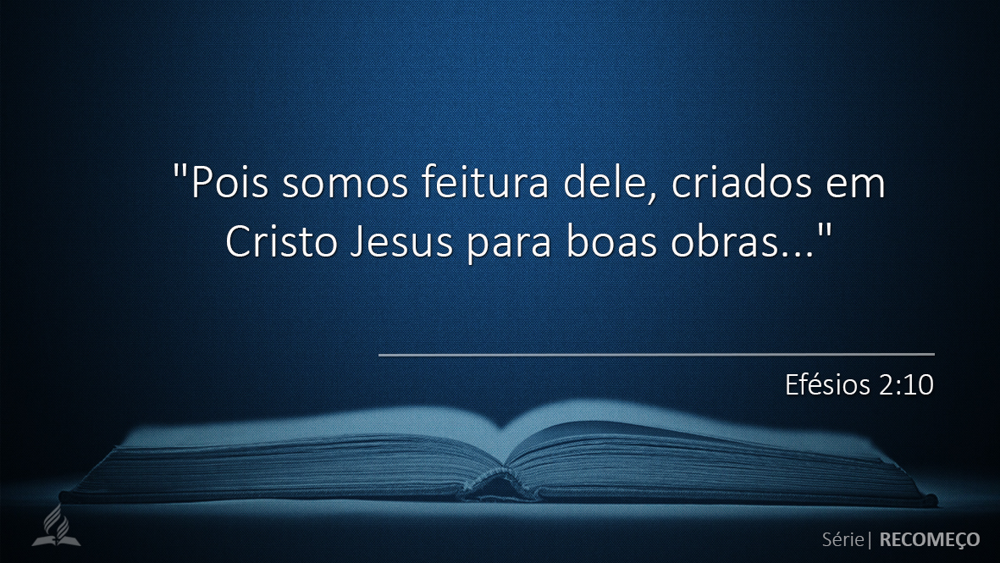 "Pois somos feitura dele, criados em
Cristo Jesus para boas obras..."
Efésios 2:10
Série| RECOMEÇO